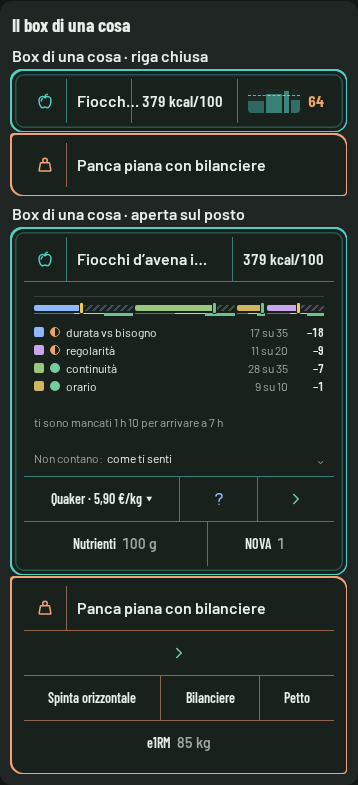 Il box di una cosa
Box di una cosa · riga chiusa
Fiocch… 379 kcal/100 64
Panca piana con bilanciere
Box di una cosa · aperta sul posto
Fiocchi d’avena i… 379 kcal/100
durata vs bisogno 17 su 35 –18
regolarità 11 su 20 –9
continuità 28 su 35 –7
orario 9 su 10 –1
ti sono mancati 1 h 10 per arrivare a 7 h
Non contano: come ti senti
Quaker · 5,90 €/kg ▾ ?
Nutrienti 100 g NOVA 1
Panca piana con bilanciere
Spinta orizzontale Bilanciere Petto
e1RM 85 kg